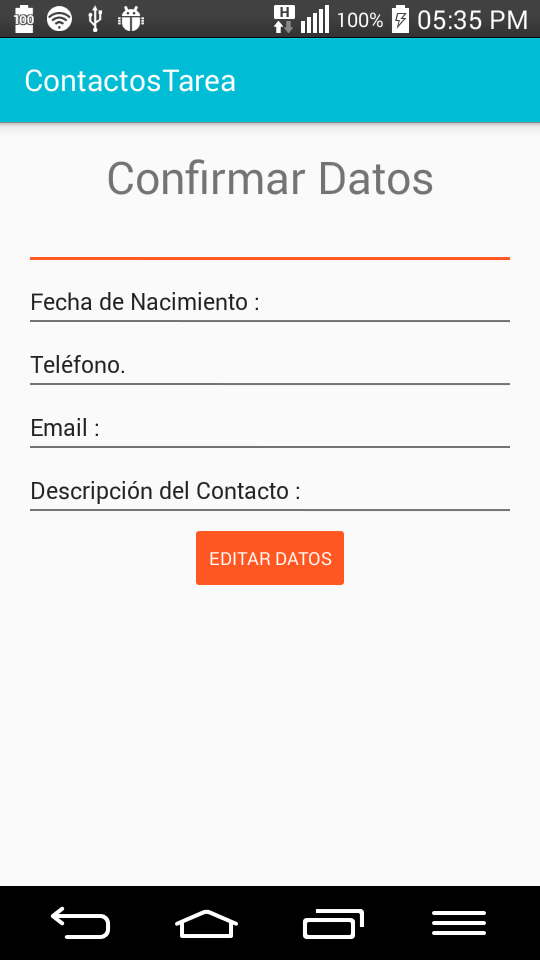 100
H
100%
05:35 PM
ContactosTarea
Confirmar Datos
Fecha de Nacimiento :
Teléfono.
Email :
Descripción del Contacto :
EDITAR DATOS